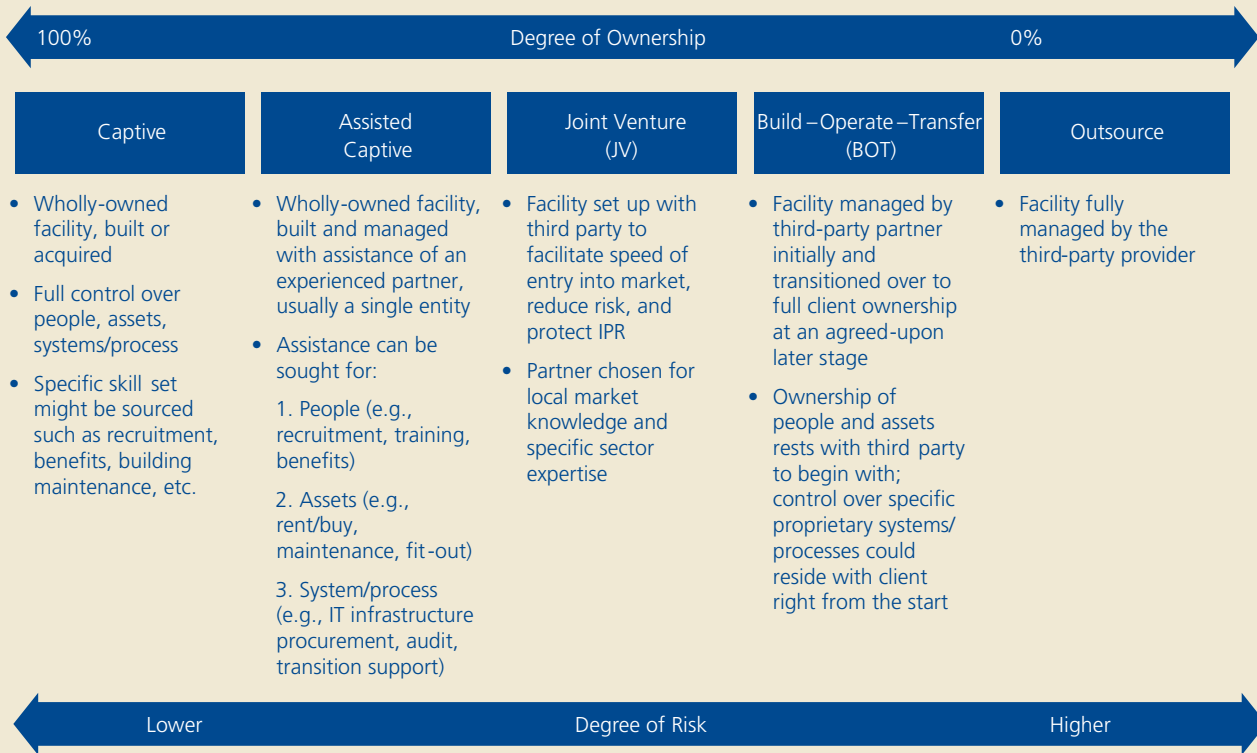 100% Degree of Ownership 0%
Captive
Assisted
Captive
Joint Venture
(JV)
Build–Operate–Transfer
(BOT)
Outsource
• Wholly-owned
facility, built or
acquired
• Full control over
people, assets,
systems/process
• Specific skill set
might be sourced
such as recruitment,
benefits, building
maintenance, etc.
• Wholly-owned facility,
built and managed
with assistance of an
experienced partner,
usually a single entity
• Assistance can be
sought for:
1. People (e.g.,
recruitment, training,
benefits)
2. Assets (e.g.,
rent/buy,
maintenance, fit-out)
3. System/process
(e.g., IT infrastructure
procurement, audit,
transition support)
• Facility set up with
third party to
facilitate speed of
entry into market,
reduce risk, and
protect IPR
• Partner chosen for
local market
knowledge and
specific sector
expertise
• Facility managed by
third-party partner
initially and
transitioned over to
full client ownership
at an agreed-upon
later stage
• Ownership of
people and assets
rests with third party
to begin with;
control over specific
proprietary systems/
processes could
reside with client
right from the start
• Facility fully
managed by the
third-party provider
Lower Degree of Risk Higher